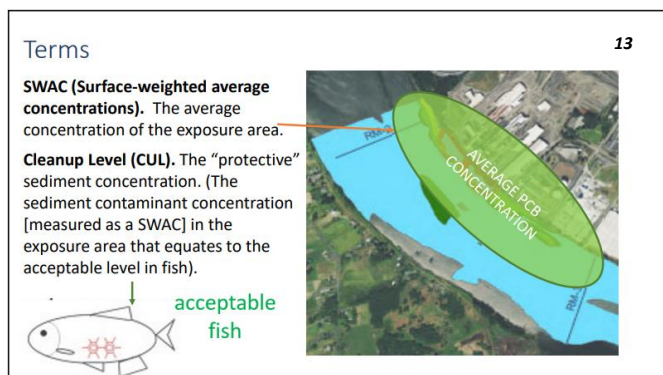 Terms
13
SWAC (Surface-weighted average
concentrations). The average
concentration of the exposure area.
Cleanup Level (CUL). The “protective”
sediment concentration. (The
sediment contaminant concentration
[measured as a SWAC] in the
exposure area that equates to the
acceptable level in fish).
acceptable
fish
AVERAGE PCB
CONCENTRATION